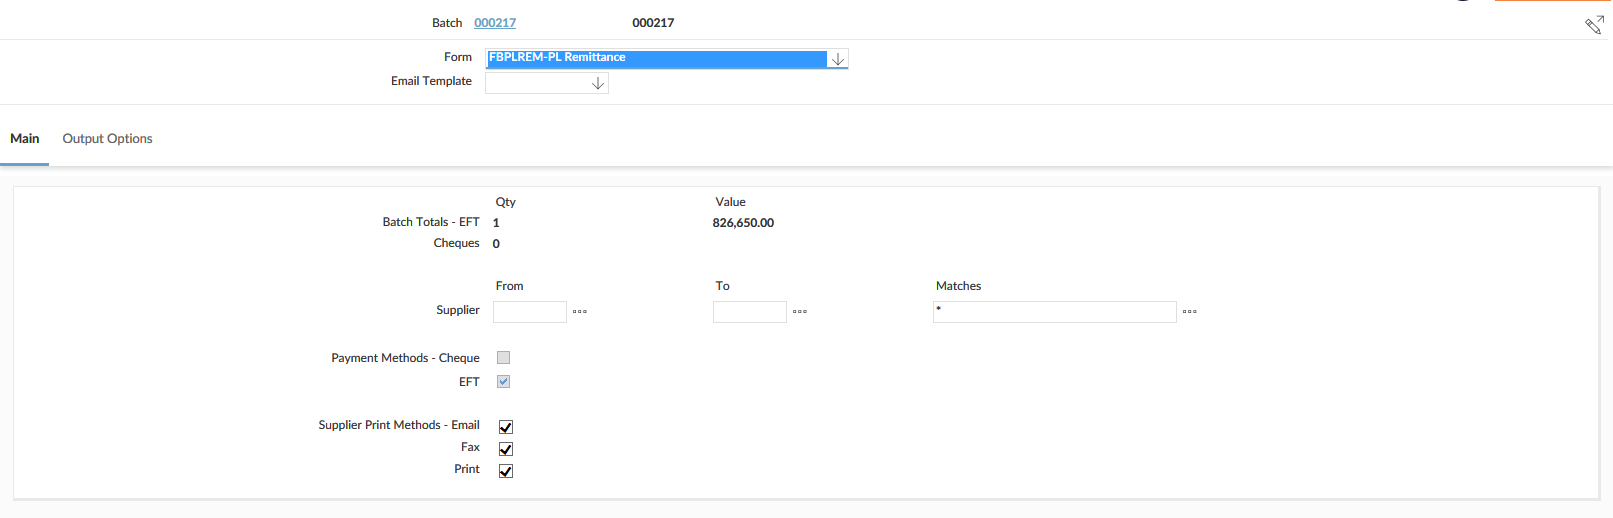 Batch 000217 000217
Form FBPLREM-PL Remittance
Email Template
Main Output Options
Qty Value
Batch Totals - EFT 1 826,650.00
Cheques 0
From To Matches
Supplier *
Payment Methods - Cheque
EFT
Supplier Print Methods - Email
Fax
Print